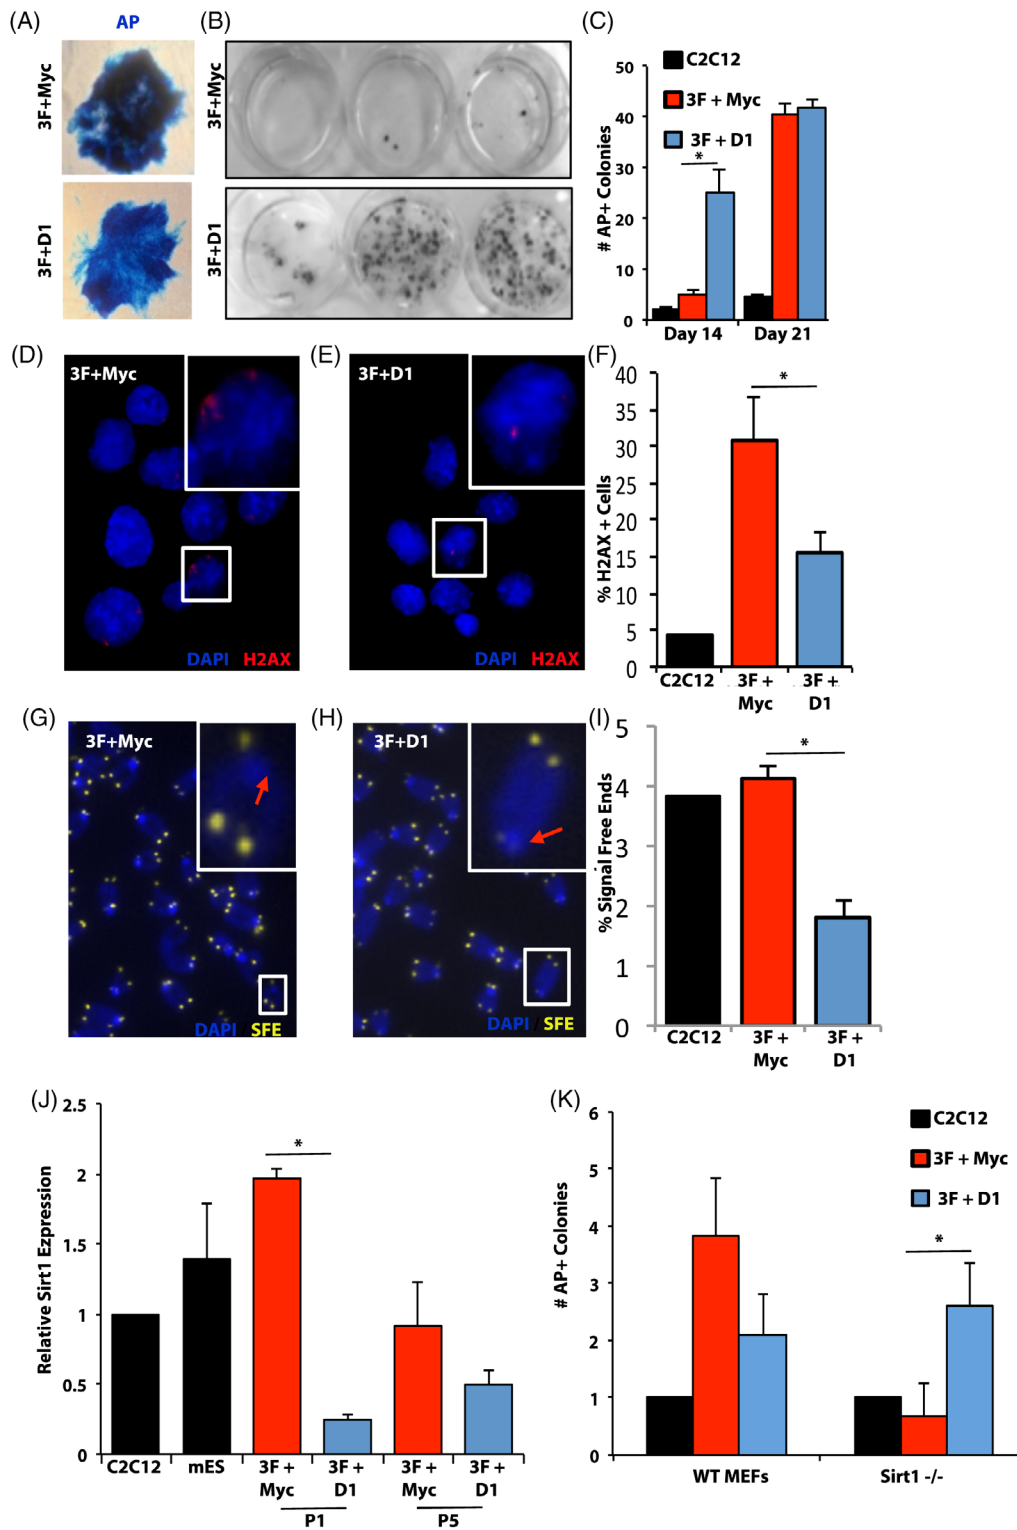 (A)
AP
3F+Myc
3F+D1
(B)
3F+Myc
3F+D1
(C)
C2C12
3F + Myc
3F + D1
# AP+ Colonies
50
40
30
20
10
0
*
Day 14
Day 21
(D)
3F+Myc
DAPI H2AX
(E)
3F+D1
DAPI H2AX
(F)
% H2AX + Cells
40
35
30
25
20
15
10
5
0
*
C2C12
3F +
Myc
3F +
D1
(G)
3F+Myc
DAPI / SFE
(H)
3F+D1
DAPI / SFE
(I)
% Signal Free Ends
5
4
3
2
1
0
*
C2C12
3F +
Myc
3F +
D1
(J)
Relative Sirt1 Ezpression
2.5
2
1.5
1
0.5
0
*
C2C12
mES
3F +
Myc
3F +
D1
3F +
Myc
3F +
D1
P1
P5
(K)
C2C12
3F + Myc
3F + D1
# AP+ Colonies
6
5
4
3
2
1
0
*
WT MEFs
Sirt1 -/-